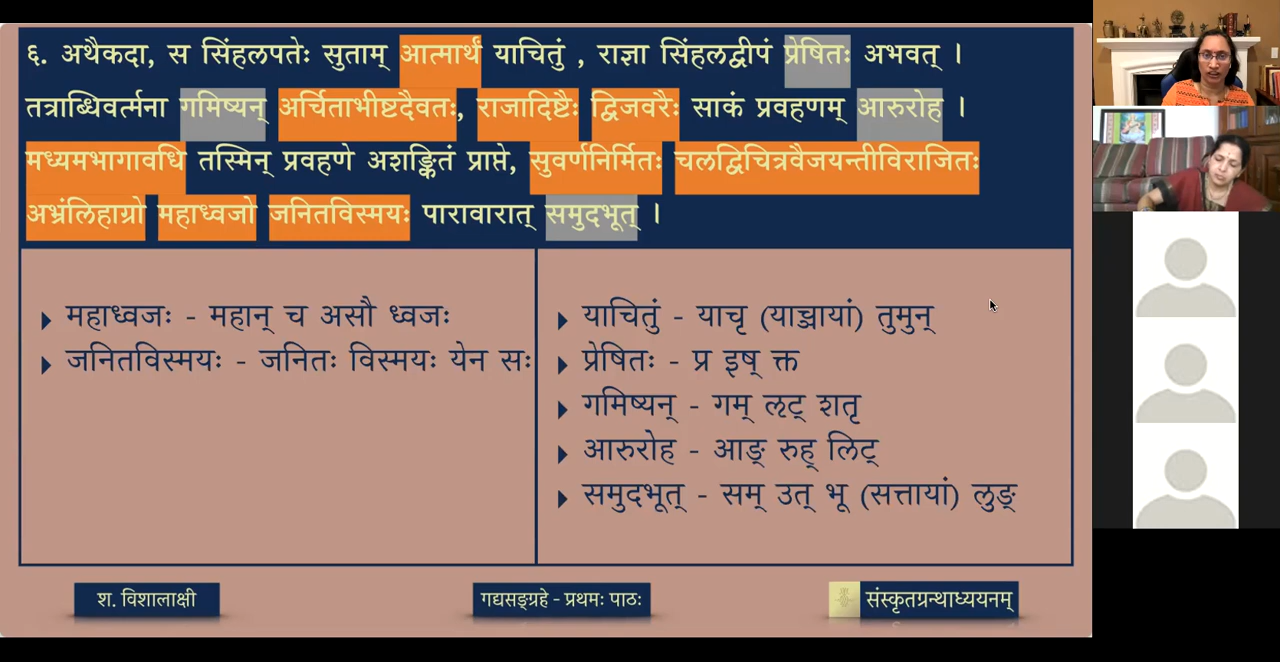 ६. अथैकदा, स सिंहलपतेः सुताम् आत्मार्थं याचितुं , राज्ञा सिंहलद्वीपं प्रेषितः अभवत् ।
तत्राब्धिवर्त्मना गमिष्यन् अर्चिताभीष्टदैवतः, राजादिष्टैः द्विजवरैः साकं प्रवहणम् आरुरोह ।
मध्यमभागावधि तस्मिन् प्रवहणे अशङ्कितं प्राप्ते, सुवर्णनिर्मितः चलद्विचित्रवैजयन्तीविराजितः
अभ्रंलिहाग्रो महाध्वजो जनितविस्मयः पारावारात् समुदभूत् ।
महाध्वजः - महान् च असौ ध्वजः
जनितविस्मयः - जनितः विस्मयः येन सः
याचितुं - याचृ (याच्ञायां) तुमुन्
प्रेषितः - प्र इष् क्त
गमिष्यन् - गम् ऌट् शतृ
आरुरोह - आङ् रुह् लिट्
समुदभूत् - सम् उत् भू (सत्तायां) लुङ्
श. विशालाक्षी
गद्यसङ्ग्रहे - प्रथमः पाठः
संस्कृतग्रन्थाध्ययनम्